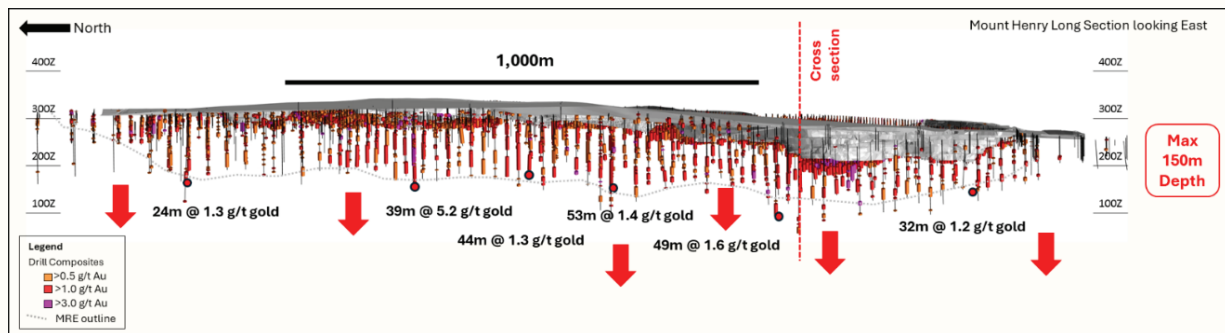 North
Mount Henry Long Section looking East
1,000m
Cross
section
400Z
300Z
200Z
100Z
400Z
300Z
200Z
100Z
Max
150m
Depth
24m @ 1.3 g/t gold
39m @ 5.2 g/t gold
44m @ 1.3 g/t gold
53m @ 1.4 g/t gold
49m @ 1.6 g/t gold
32m @ 1.2 g/t gold
Legend
Drill Composites
>0.5 g/t Au
>1.0 g/t Au
>3.0 g/t Au
MRE outline